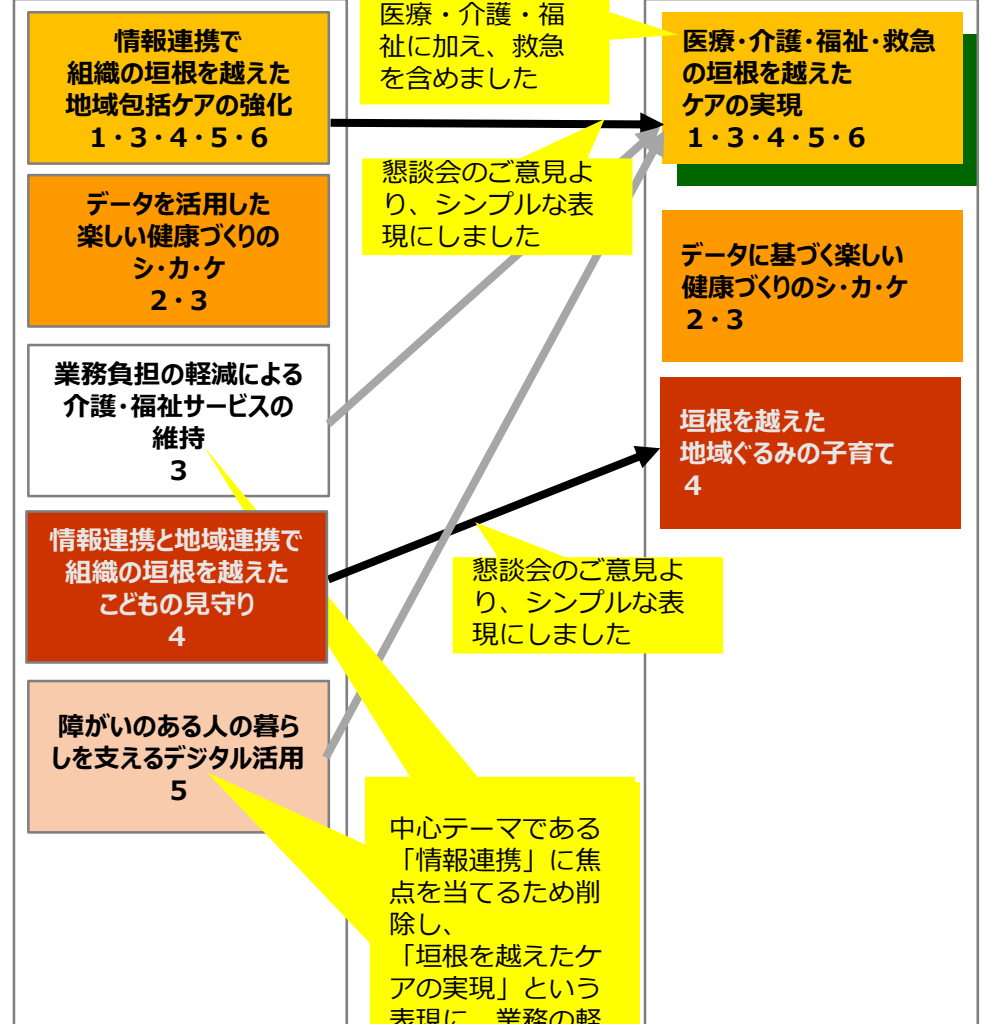 情報連携で
組織の垣根を越えた
地域包括ケアの強化
1・3・4・5・6
データを活用した
楽しい健康づくりの
シ・カ・ケ
2・3
業務負担の軽減による
介護・福祉サービスの
維持
3
情報連携と地域連携で
組織の垣根を越えた
こどもの見守り
4
障がいのある人の暮ら
しを支えるデジタル活用
5
医療・介護・福
祉に加え、救急
を含めました
懇談会のご意見よ
り、シンプルな表
現にしました
懇談会のご意見よ
り、シンプルな表
現にしました
中心テーマである
「情報連携」に焦
点を当てるため削
除し、
「垣根を越えたケ
アの実現」という
表現に、業務の軽
医療・介護・福祉・救急
の垣根を越えた
ケアの実現
1・3・4・5・6
データに基づく楽しい
健康づくりのシ・カ・ケ
2・3
垣根を越えた
地域ぐるみの子育て
4